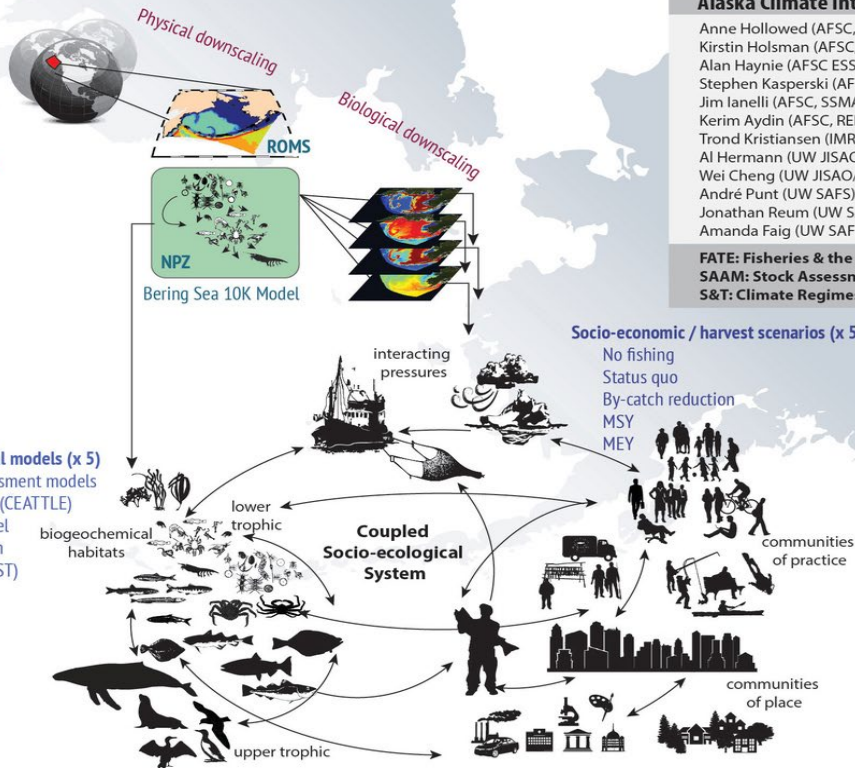 Physical downscaling
Biological downscaling
ROMS
NPZ
Bering Sea 10K Model
Alaska Climate Int
Anne Hollowed (AFSC,
Kirstin Holsman (AFSC
Alan Haynie (AFSC ESS
Stephen Kasperski (AF
Jim Ianelli (AFSC, SSMA
Kerim Aydin (AFSC, RE
Trond Kristiansen (IMR
Al Hermann (UW JISAO
Wei Cheng (UW JISAO/
André Punt (UW SAFS)
Jonathan Reum (UW S
Amanda Faig (UW SAF
FATE: Fisheries & the
SAAM: Stock Assessn
S&T: Climate Regime
Socio-economic / harvest scenarios (x 5
No fishing
Status quo
By-catch reduction
MSY
MEY
interacting
pressures
l models (x 5)
sment models
(CEATTLE)
el
n
ST)
biogeochemical
habitats
lower
trophic
Coupled
Socio-ecological
System
communities
of practice
communities
of place
upper trophic